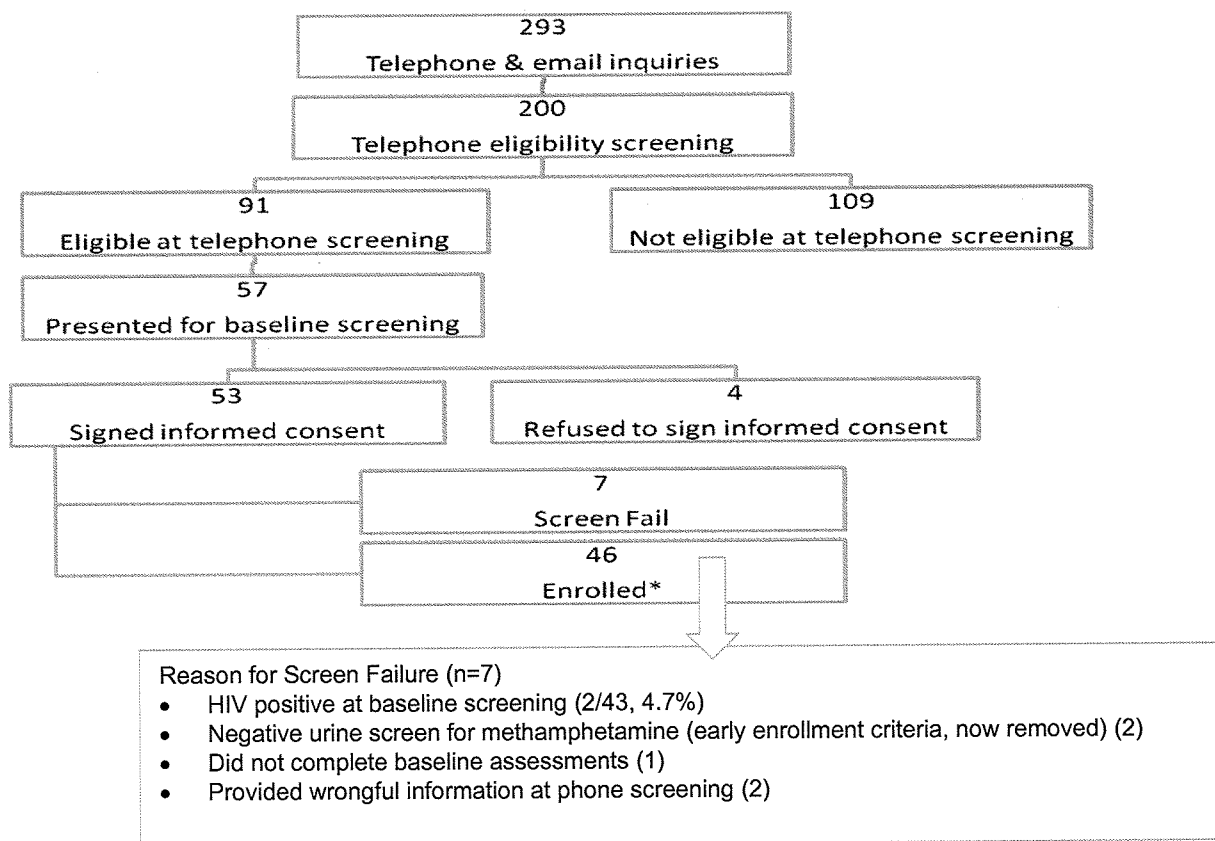 293
Telephone & email inquiries
200
Telephone eligibility screening
91
Eligible at telephone screening
109
Not eligible at telephone screening
57
Presented for baseline screening
53
Signed informed consent
4
Refused to sign informed consent
7
Screen Fail
46
Enrolled*
Reason for Screen Failure (n=7)
• HIV positive at baseline screening (2/43, 4.7%)
• Negative urine screen for methamphetamine (early enrollment criteria, now removed) (2)
• Did not complete baseline assessments (1)
• Provided wrongful information at phone screening (2)